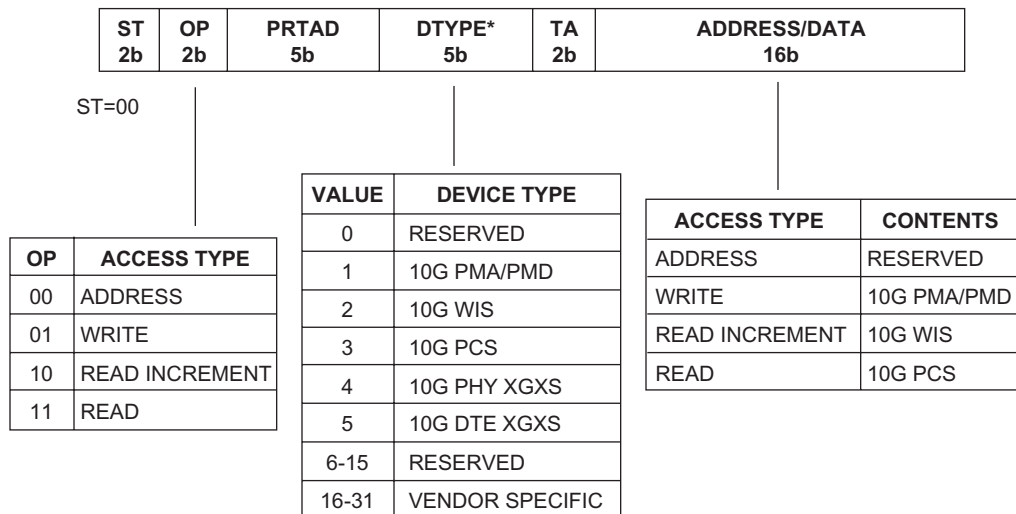 ST OP PRTAD DTYPE* TA ADDRESS/DATA
2b 2b 5b 5b 2b 16b
ST=00
OP ACCESS TYPE
00 ADDRESS
01 WRITE
10 READ INCREMENT
11 READ
VALUE DEVICE TYPE
0 RESERVED
1 10G PMA/PMD
2 10G WIS
3 10G PCS
4 10G PHY XGXS
5 10G DTE XGXS
6-15 RESERVED
16-31 VENDOR SPECIFIC
ACCESS TYPE CONTENTS
ADDRESS RESERVED
WRITE 10G PMA/PMD
READ INCREMENT 10G WIS
READ 10G PCS